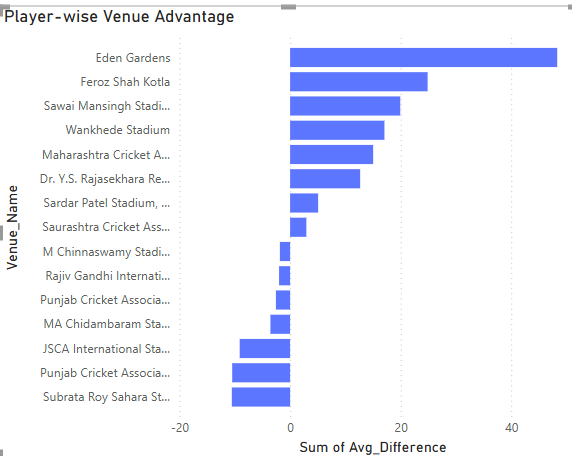 Player-wise Venue Advantage
Eden Gardens
Feroz Shah Kotla
Sawai Mansingh Stadi...
Wankhede Stadium
Maharashtra Cricket A...
Dr. Y.S. Rajasekhara Re...
Sardar Patel Stadium, ...
Saurashtra Cricket Ass...
M Chinnaswamy Stadi...
Rajiv Gandhi Internati...
Punjab Cricket Associa...
MA Chidambaram Sta...
JSCA International Sta...
Punjab Cricket Associa...
Subrata Roy Sahara St...
Venue_Name
-20 0 20 40
Sum of Avg_Difference